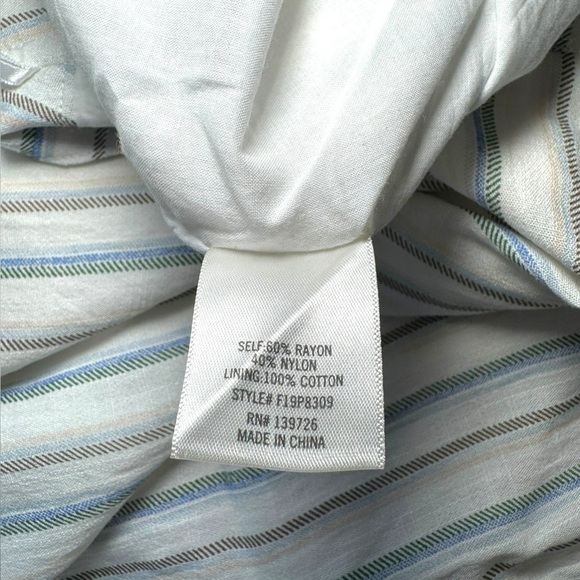 SELF:60% RAYON
40% NYLON
LINING:100% COTTON
STYLE# F19P8309
RN# 139726
MADE IN CHINA